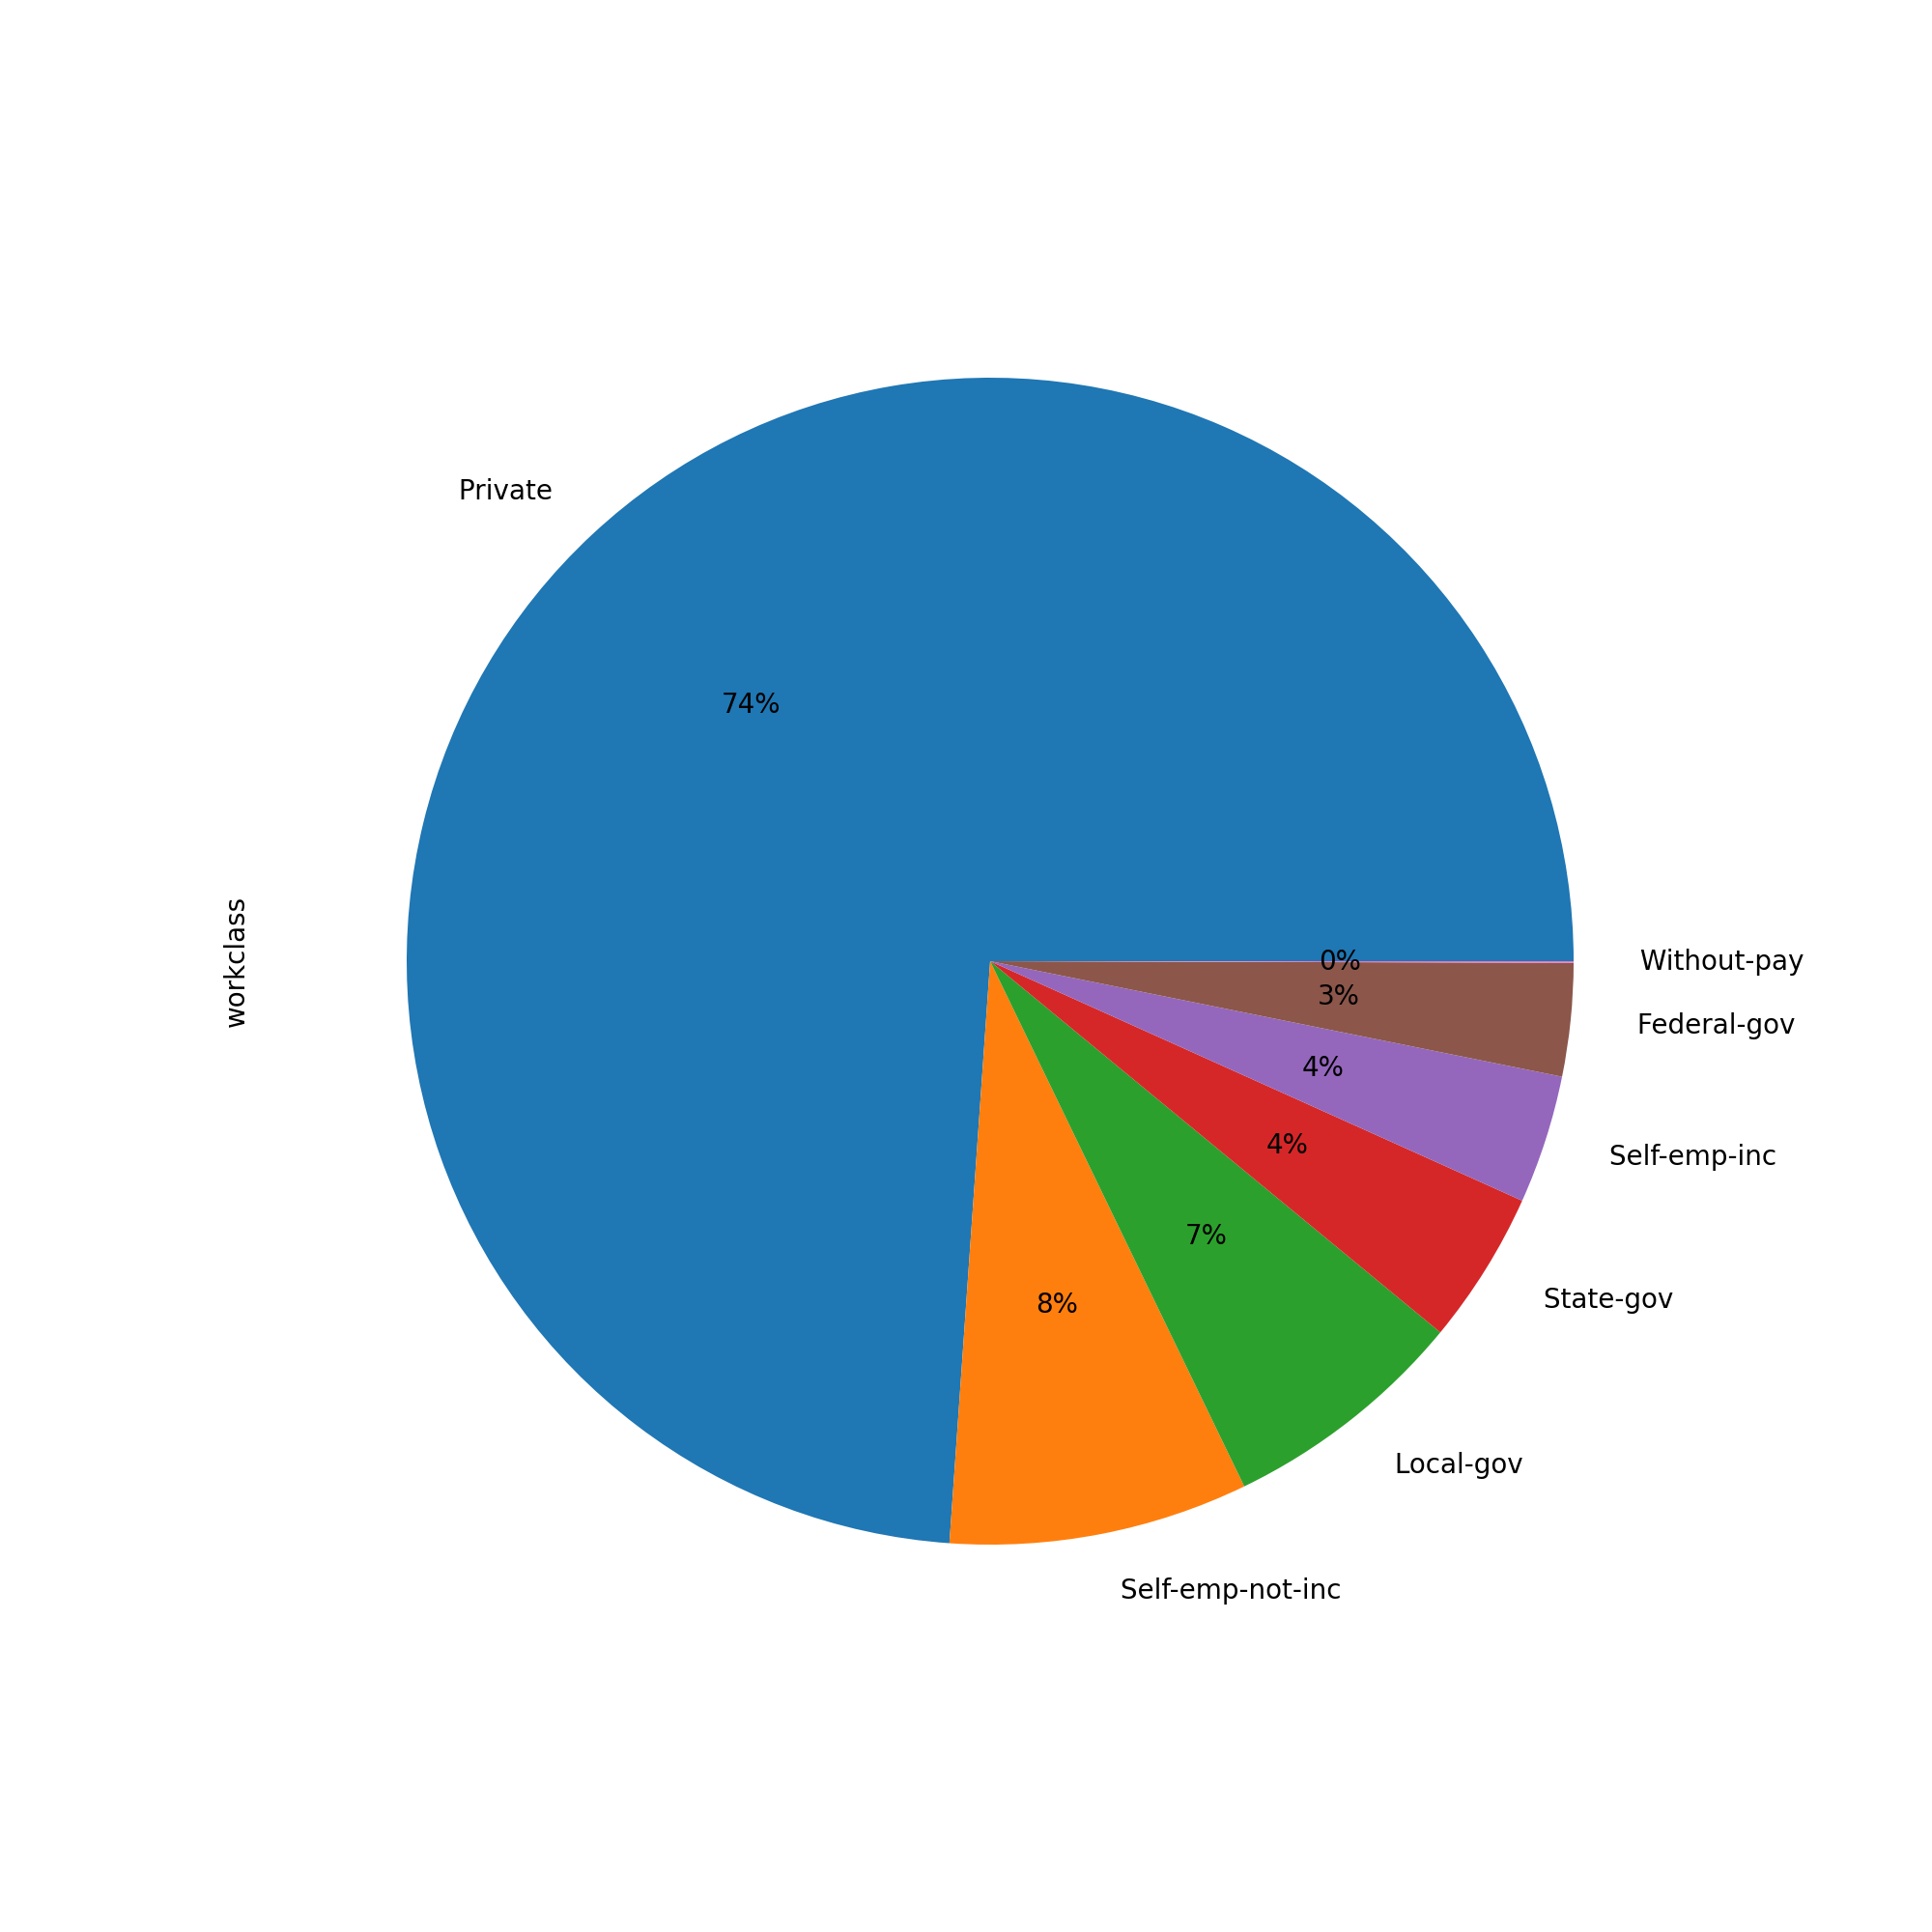 Private
74%
workclass
0%
Without-pay
3%
Federal-gov
4%
Self-emp-inc
4%
State-gov
7%
Local-gov
8%
Self-emp-not-inc